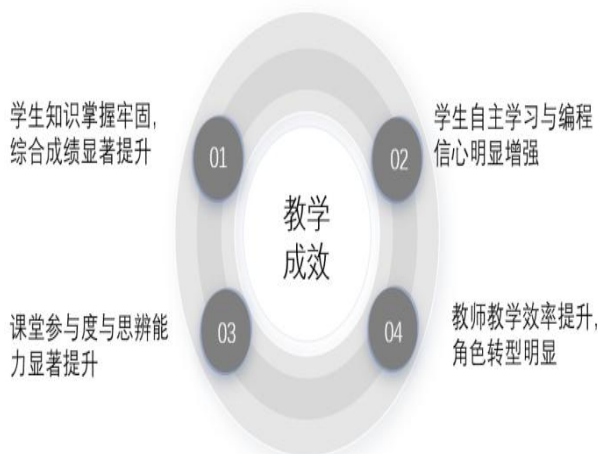 教学
成效
01
学生知识掌握牢固,
综合成绩显著提升
02
学生自主学习与编程
信心明显增强
03
课堂参与度与思辨能
力显著提升
04
教师教学效率提升,
角色转型明显